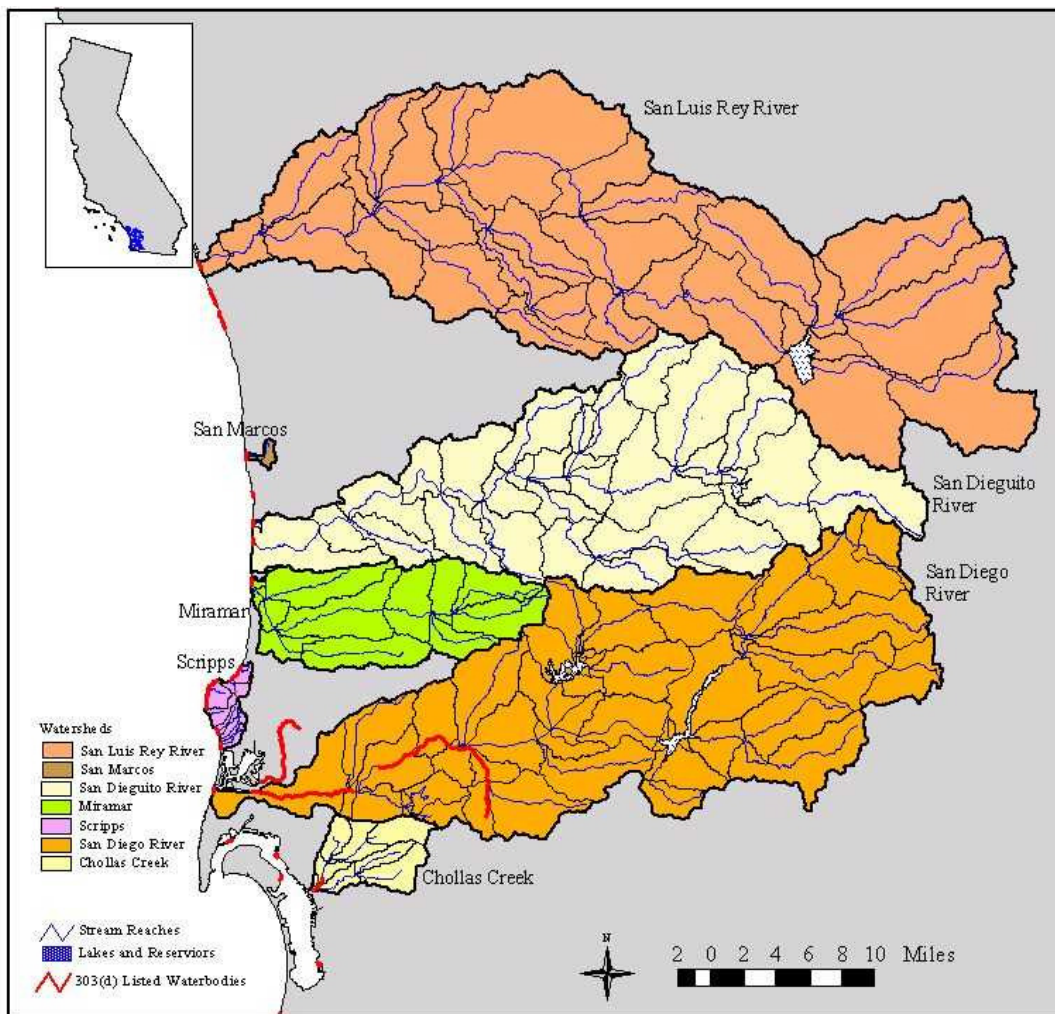 San Luis Rey River
San Marcos
San Dieguito
River
San Diego
River
Miramar
Scripps
Watersheds
San Luis Rey River
San Marcos
San Dieguito River
Miramar
Scripps
San Diego River
Chollas Creek
Chollas Creek
Stream Reaches
Lakes and Reserviors
303(d) Listed Waterbodies
N
2 0 2 4 6 8 10 Miles